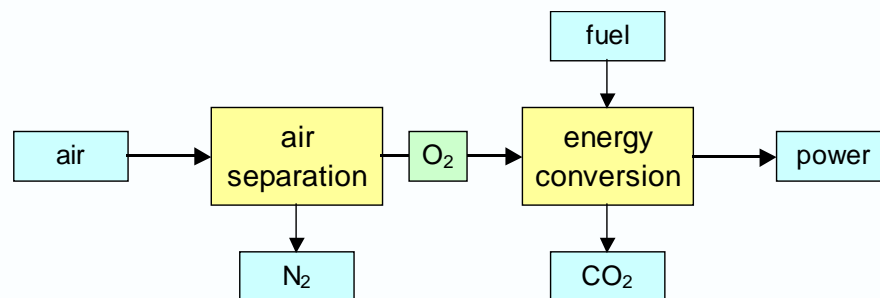 fuel
air
air
separation
O₂
energy
conversion
power
N₂
CO₂